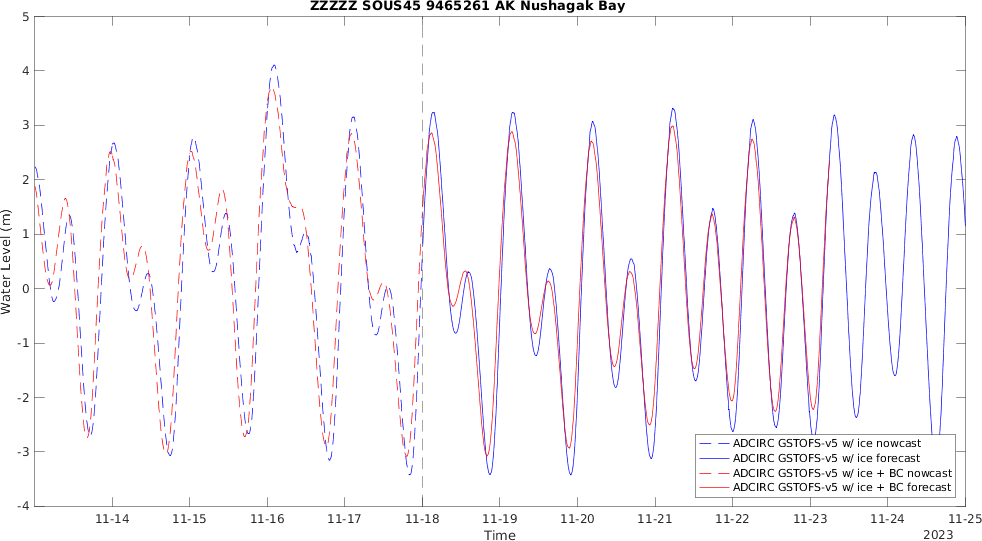 ZZZZZ SOUS45 9465261 AK Nushagak Bay
5
4
3
2
1
0
-1
-2
-3
-4
Water Level (m)
ADCIRC GSTOFS-v5 w/ ice nowcast
ADCIRC GSTOFS-v5 w/ ice forecast
ADCIRC GSTOFS-v5 w/ ice + BC nowcast
ADCIRC GSTOFS-v5 w/ ice + BC forecast
11-14 11-15 11-16 11-17 11-18 11-19 11-20 11-21 11-22 11-23 11-24 11-25
Time
2023